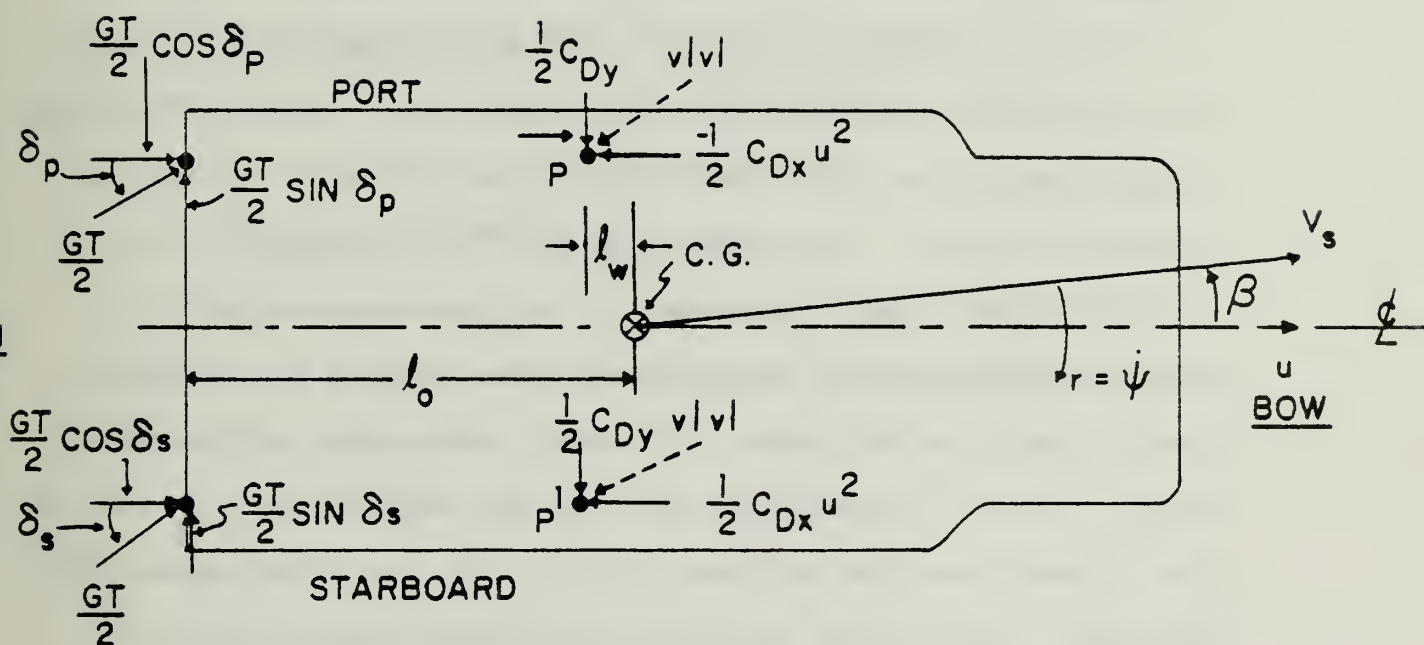 GT/2 COS δp
1/2 CDy v|v|
PORT
δp
P
-1/2 CDx u²
GT/2 SIN δp
GT/2
lw
C.G.
Vs
β
℄
lo
r = ψ̇
u
BOW
GT/2 COS δs
1/2 CDy v|v|
δs
GT/2 SIN δs
P¹
1/2 CDx u²
GT/2
STARBOARD